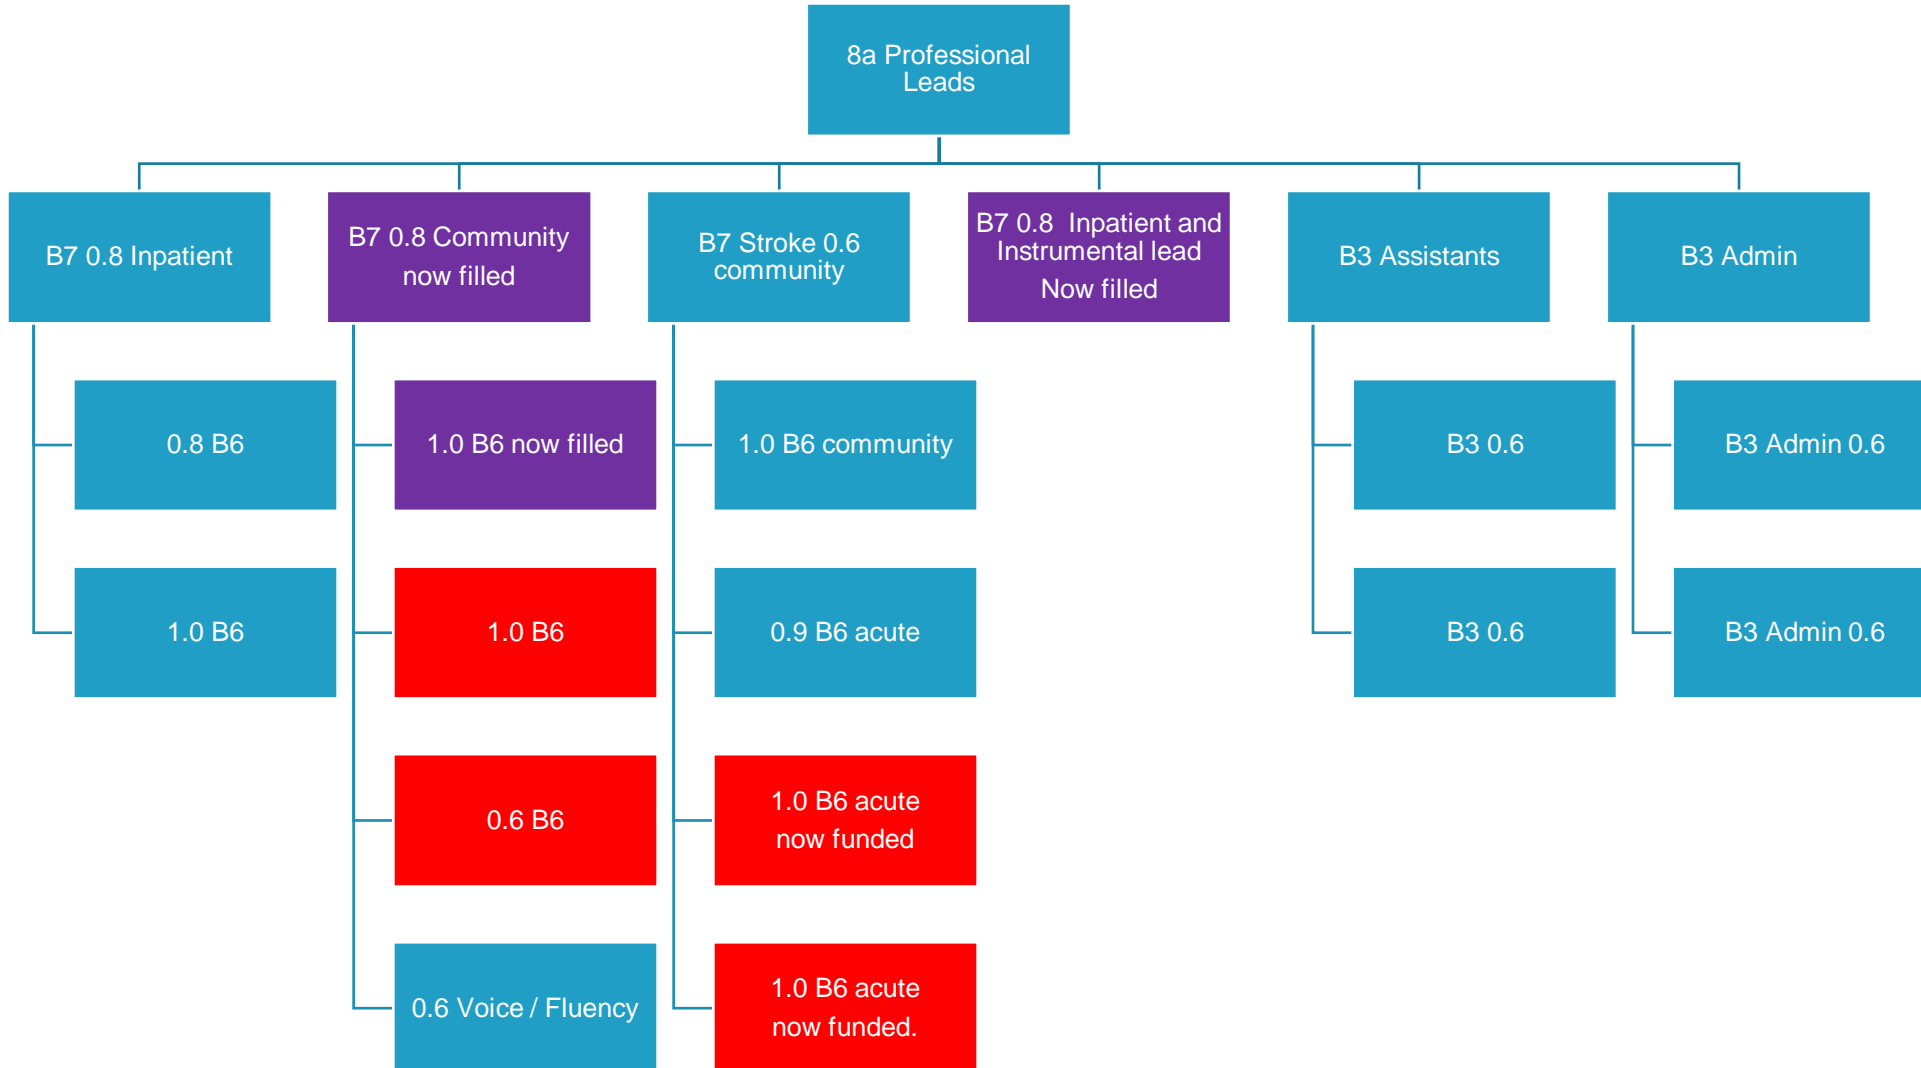 8a Professional
Leads
B7 0.8 Inpatient
B7 0.8 Community
now filled
B7 Stroke 0.6
community
B7 0.8  Inpatient and
Instrumental lead
Now filled
B3 Assistants
B3 Admin
0.8 B6
1.0 B6 now filled
1.0 B6 community
B3 0.6
B3 Admin 0.6
1.0 B6
1.0 B6
0.9 B6 acute
B3 0.6
B3 Admin 0.6
0.6 B6
1.0 B6 acute
now funded
0.6 Voice / Fluency
1.0 B6 acute
now funded.